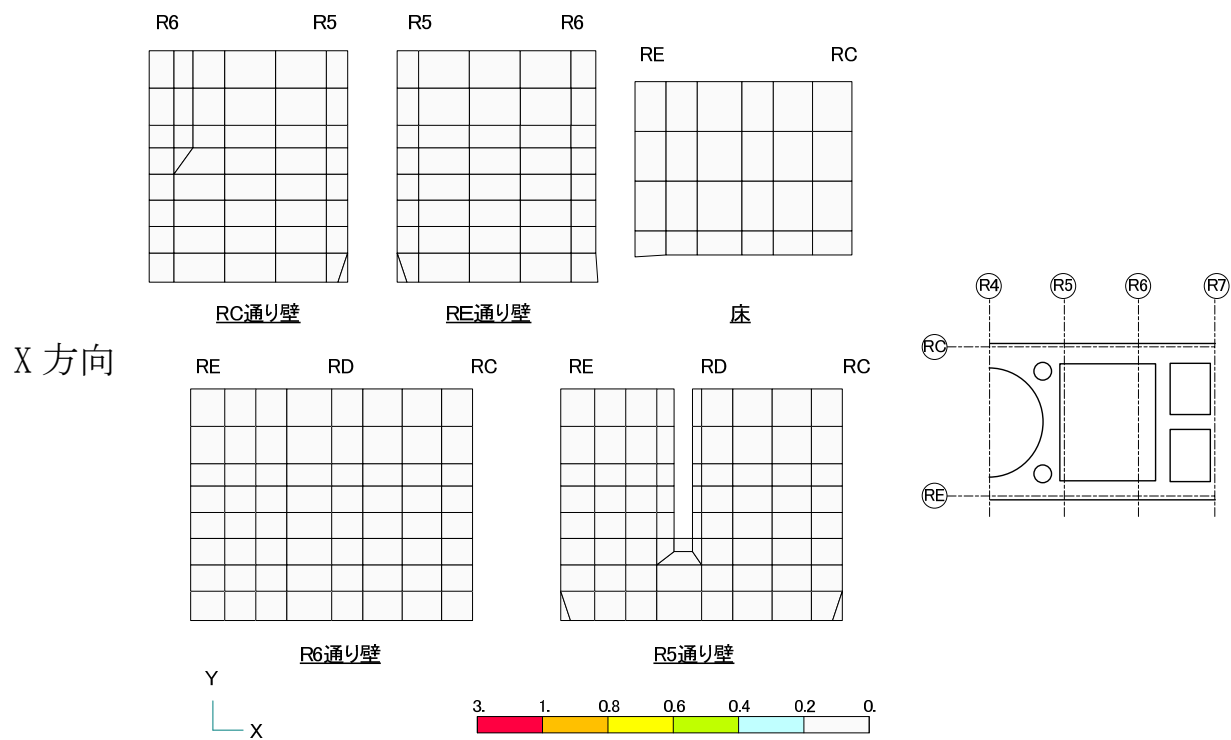 R6 R5
R5 R6
RE RC
RC通り壁
RE通り壁
床
X 方向
RE RD RC
RE RD RC
R6通り壁
R5通り壁
R4 R5 R6 R7
RC
RE
Y
X
3. 1. 0.8 0.6 0.4 0.2 0.